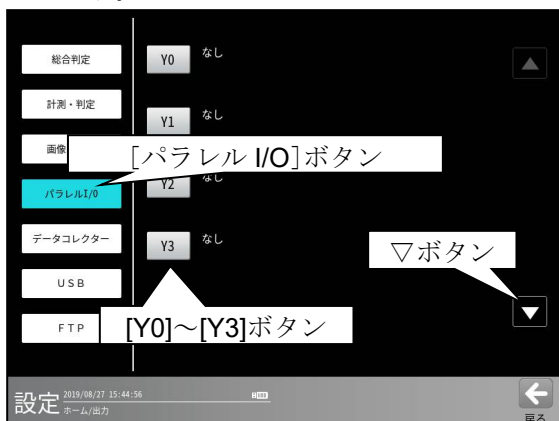 総合判定
計測・判定
画像
パラレルI/O
データコレクター
USB
FTP
Y0
なし
Y1
なし
Y2
Y3
なし
[パラレル I/O]ボタン
▽ボタン
[Y0]～[Y3]ボタン
設定
2019/08/27 15:44:56
ホーム/出力
戻る